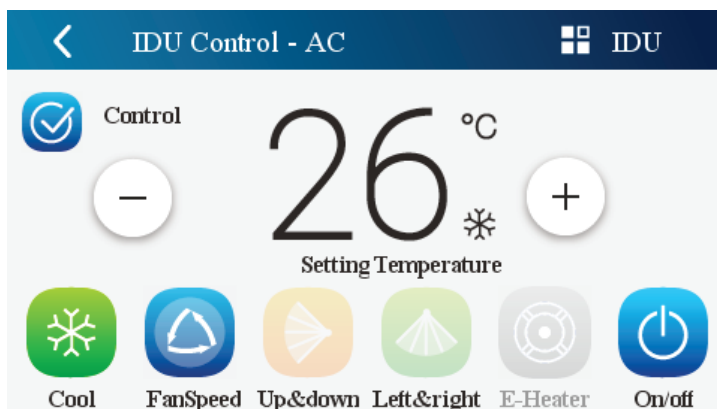 IDU Control - AC
IDU
Control
26 °C
Setting Temperature
Cool FanSpeed Up&down Left&right E-Heater On/off